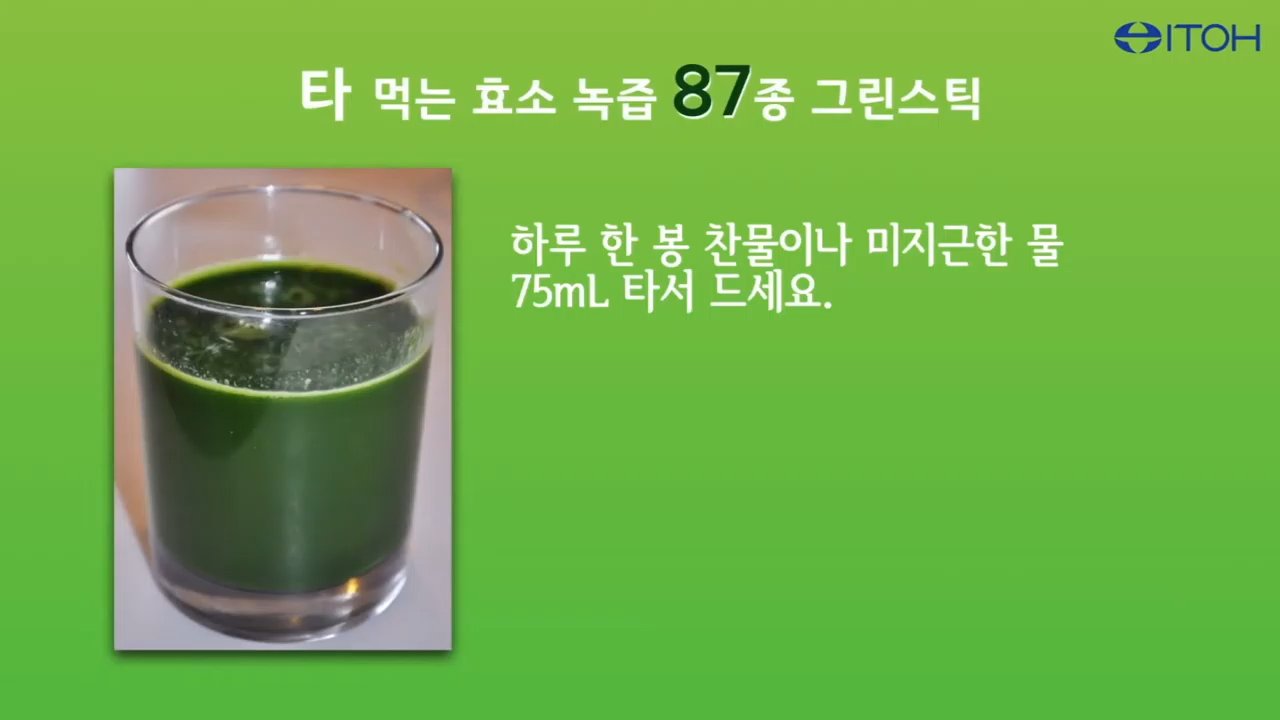 ITOH
타 먹는 효소 녹즙 87종 그린스틱
하루 한 봉 찬물이나 미지근한 물
75mL 타서 드세요.